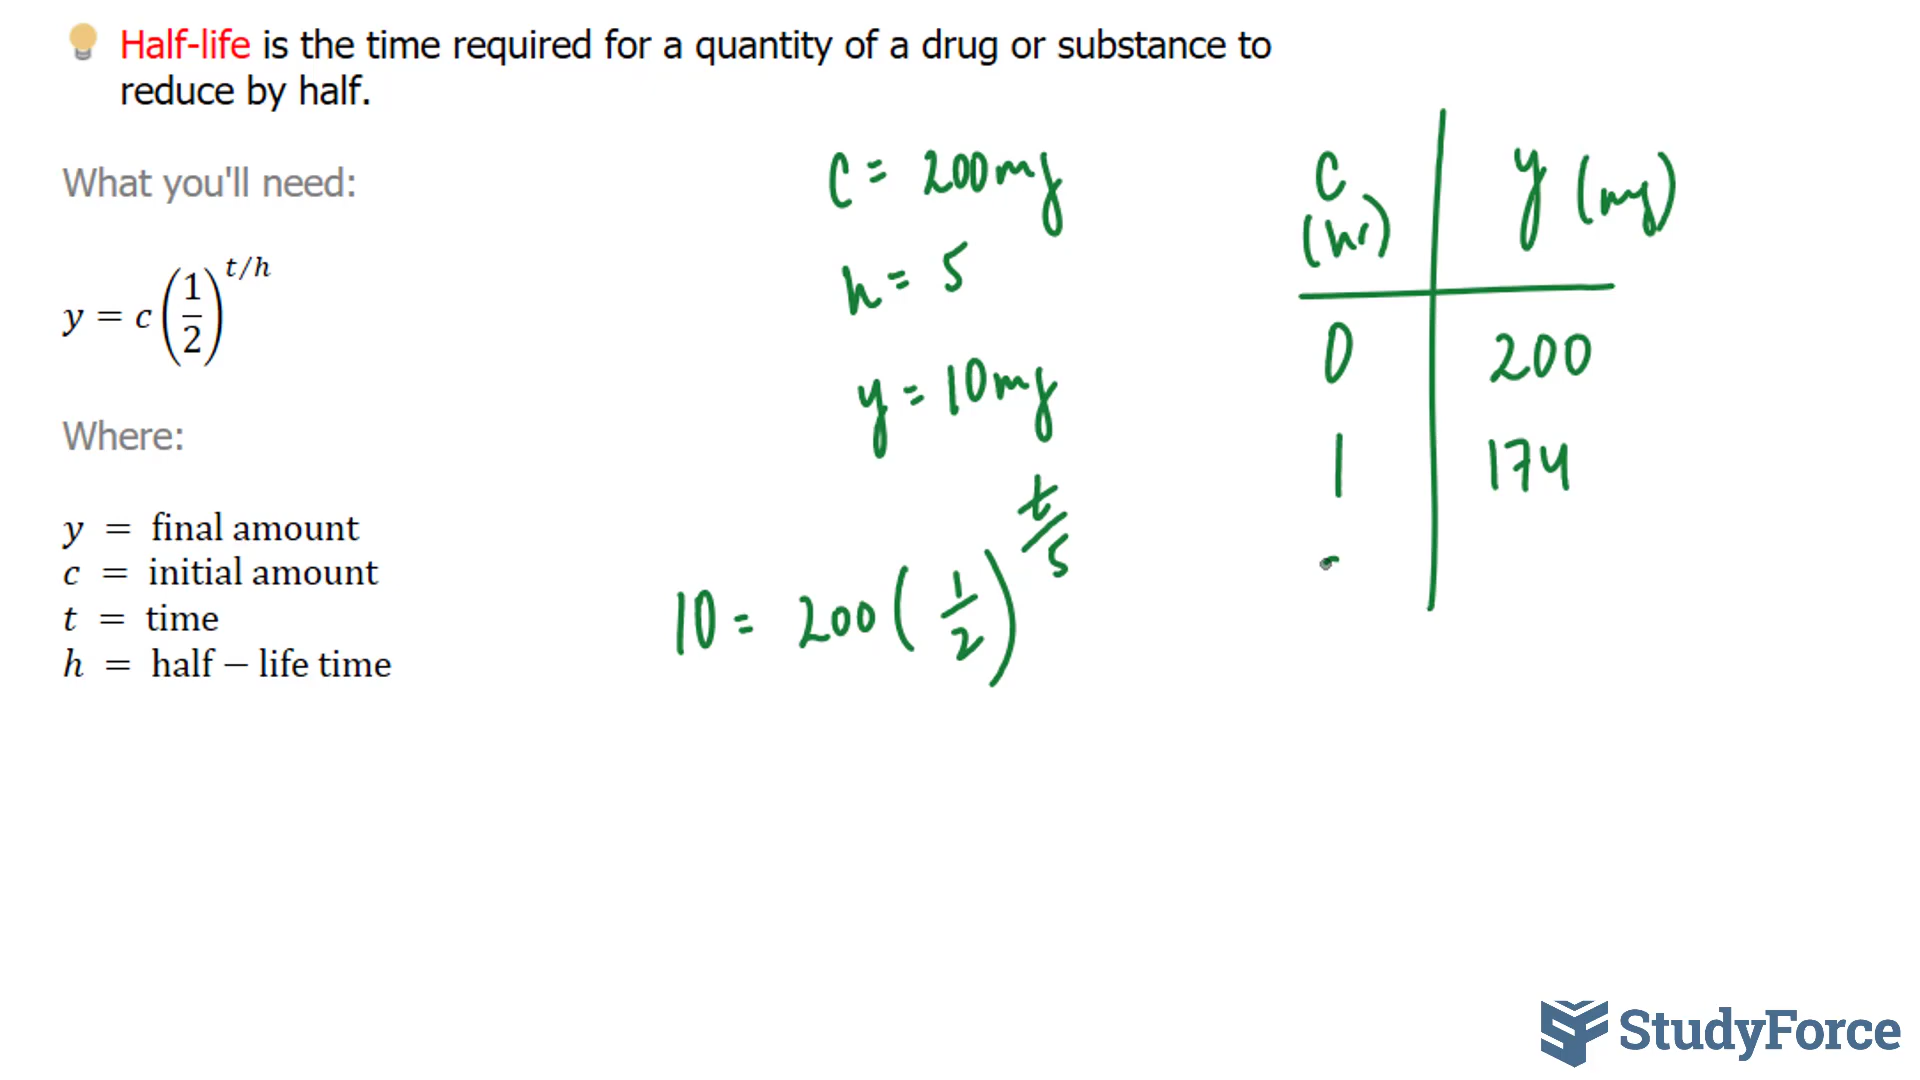 Half-life is the time required for a quantity of a drug or substance to
reduce by half.
What you'll need:
y = c (1/2)^t/h
Where:
y = final amount
c = initial amount
t = time
h = half – life time
c = 200mg
h = 5
y = 10mg
10 = 200 (1/2)^t/5
c (hr) y (mg)
0 200
1 174
StudyForce